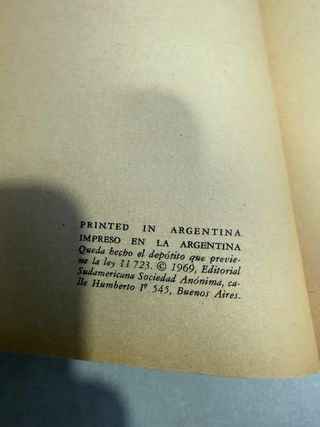 PRINTED IN ARGENTINA
IMPRESO EN LA ARGENTINA
Queda hecho el depósito que previe-
ne la ley 11 723. © 1969, Editorial
Sudamericana Sociedad Anónima, ca-
lle Humberto Iº 545, Buenos Aires.